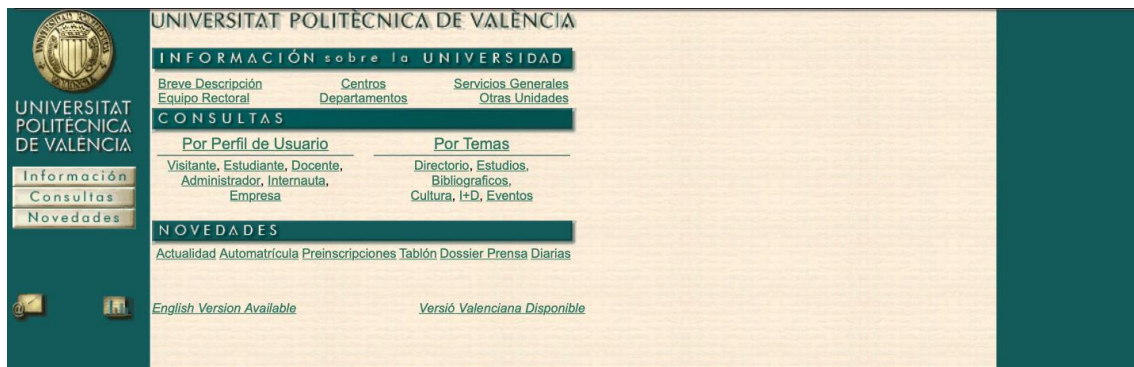 UNIVERSITAT POLITÈCNICA DE VALÈNCIA
INFORMACIÓN sobre la UNIVERSIDAD
Breve Descripción Centros Servicios Generales
Equipo Rectoral Departamentos Otras Unidades
CONSULTAS
Por Perfil de Usuario Por Temas
Visitante, Estudiante, Docente, Directorio, Estudios,
Administrador, Internauta, Bibliograficos,
Empresa Cultura, I+D, Eventos
NOVEDADES
Actualidad Automatrícula Preinscripciones Tablón Dossier Prensa Diarias
English Version Available Versió Valenciana Disponible
UNIVERSITAT
POLITÈCNICA
DE VALÈNCIA
Información
Consultas
Novedades
@